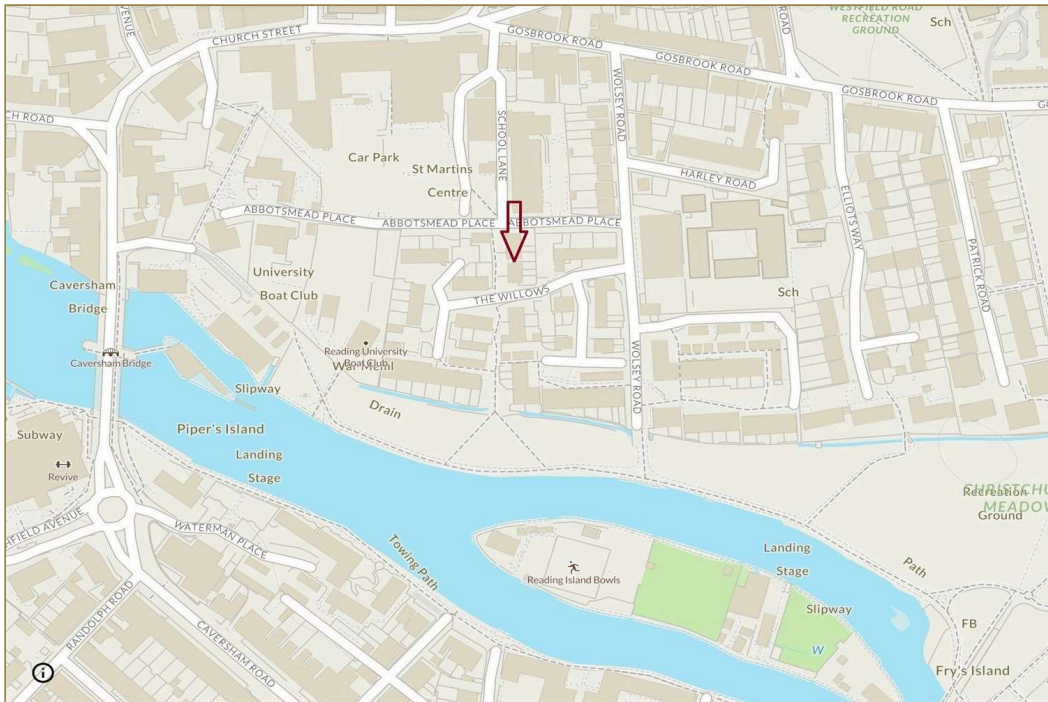 WESTFIELD ROAD
RECREATION
GROUND
Sch
AVENUE
CHURCH STREET
GOSBROOK ROAD
GOSBROOK ROAD
GOSBROOK ROAD
CH ROAD
WOLSEY ROAD
SCHOOL LANE
Car Park
St Martins
Centre
HARLEY ROAD
ELLIOTS WAY
PATRICK ROAD
ABBOTSMEAD PLACE
ABBOTSMEAD PLACE
ABBOTSMEAD PLACE
University
Boat Club
Caversham
Bridge
THE WILLOWS
Sch
Caversham Bridge
Reading University
Boat Club
War Meml
WOLSEY ROAD
Slipway
Drain
Piper's Island
Landing
Stage
Subway
Revive
HFIELD AVENUE
WATERMAN PLACE
Towing Path
Reading Island Bowls
Landing
Stage
Slipway
W
Path
CHRISTCHU
MEADOW
Recreation
Ground
FB
Fry's Island
RANDOLPH ROAD
CAVERSHAM ROAD
i